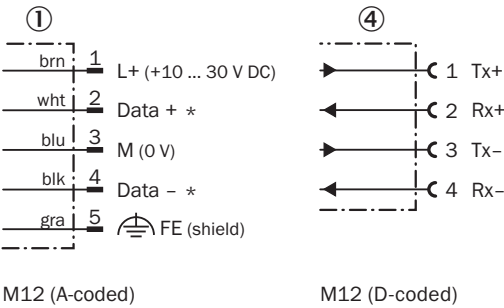 ① ④
brn 1 L+ (+10 ... 30 V DC) 1 Tx+
wht 2 Data + * 2 Rx+
blu 3 M (0 V) 3 Tx–
blk 4 Data – * 4 Rx–
gra 5 FE (shield)
M12 (A-coded) M12 (D-coded)